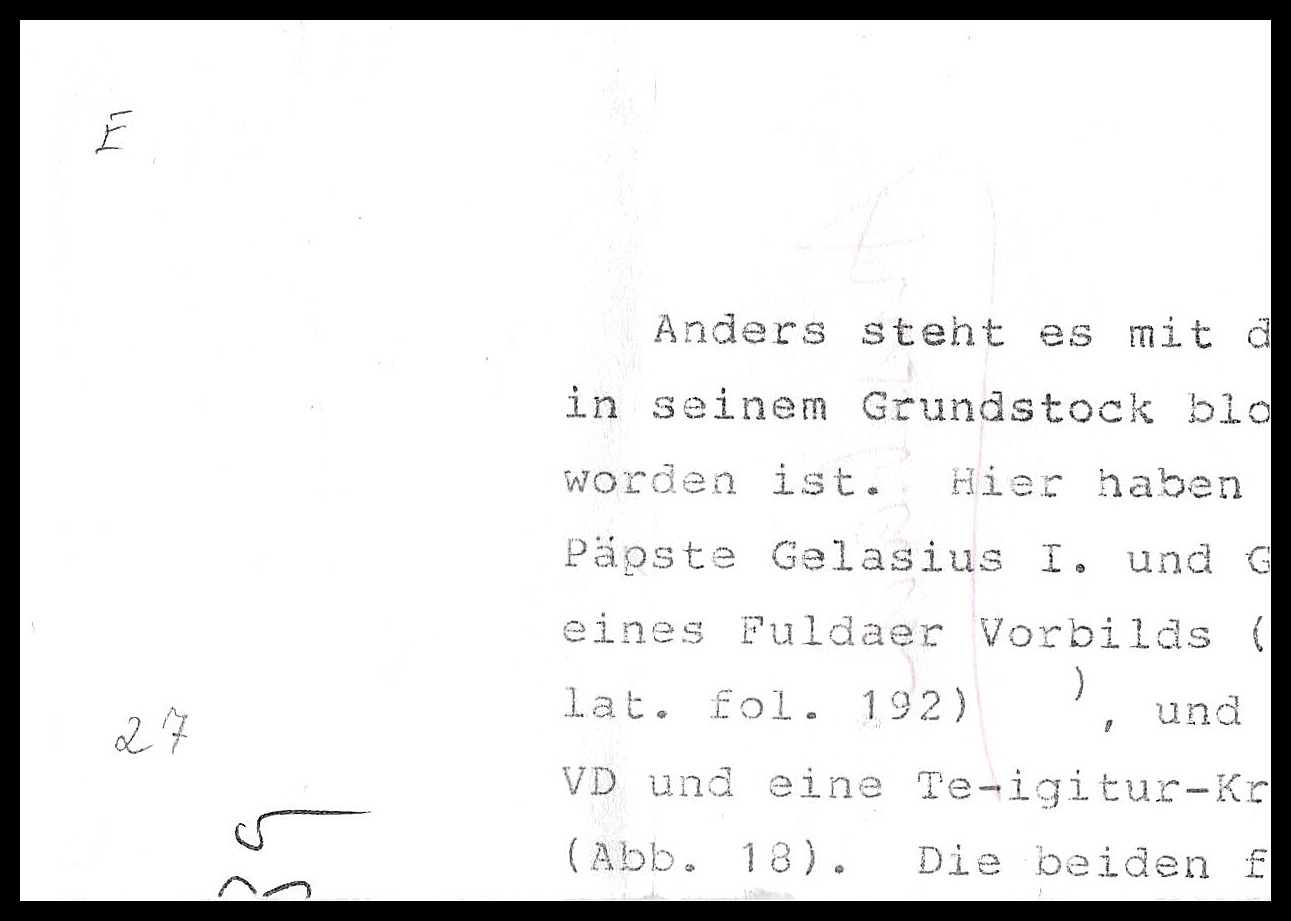 E
Anders steht es mit d
in seinem Grundstock blo
worden ist. Hier haben
Päpste Gelasius I. und G
eines Fuldaer Vorbilds (
lat. fol. 192) ), und
27
VD und eine Te-igitur-Kr
(Abb. 18). Die beiden f